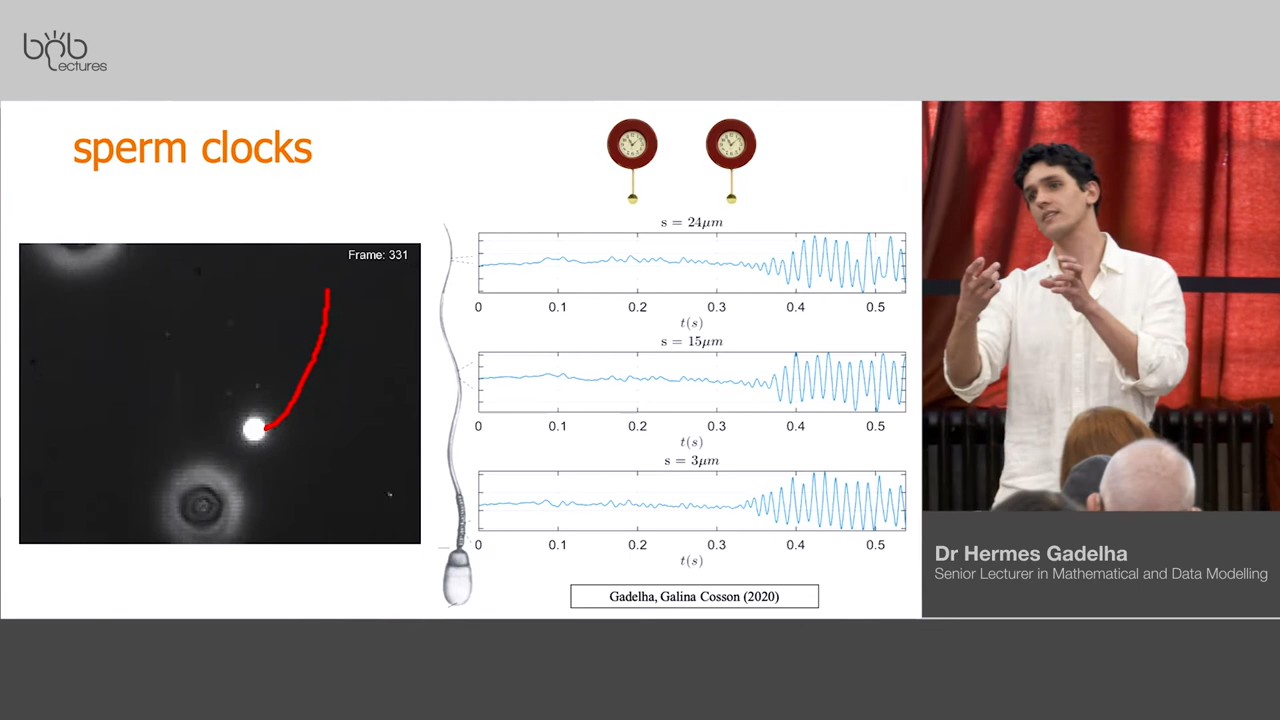 bnb
Lectures
sperm clocks
Frame: 331
s = 24μm
0 0.1 0.2 0.3 0.4 0.5
t(s)
s = 15μm
0 0.1 0.2 0.3 0.4 0.5
t(s)
s = 3μm
0 0.1 0.2 0.3 0.4 0.5
t(s)
Gadelha, Galina Cosson (2020)
Dr Hermes Gadelha
Senior Lecturer in Mathematical and Data Modelling